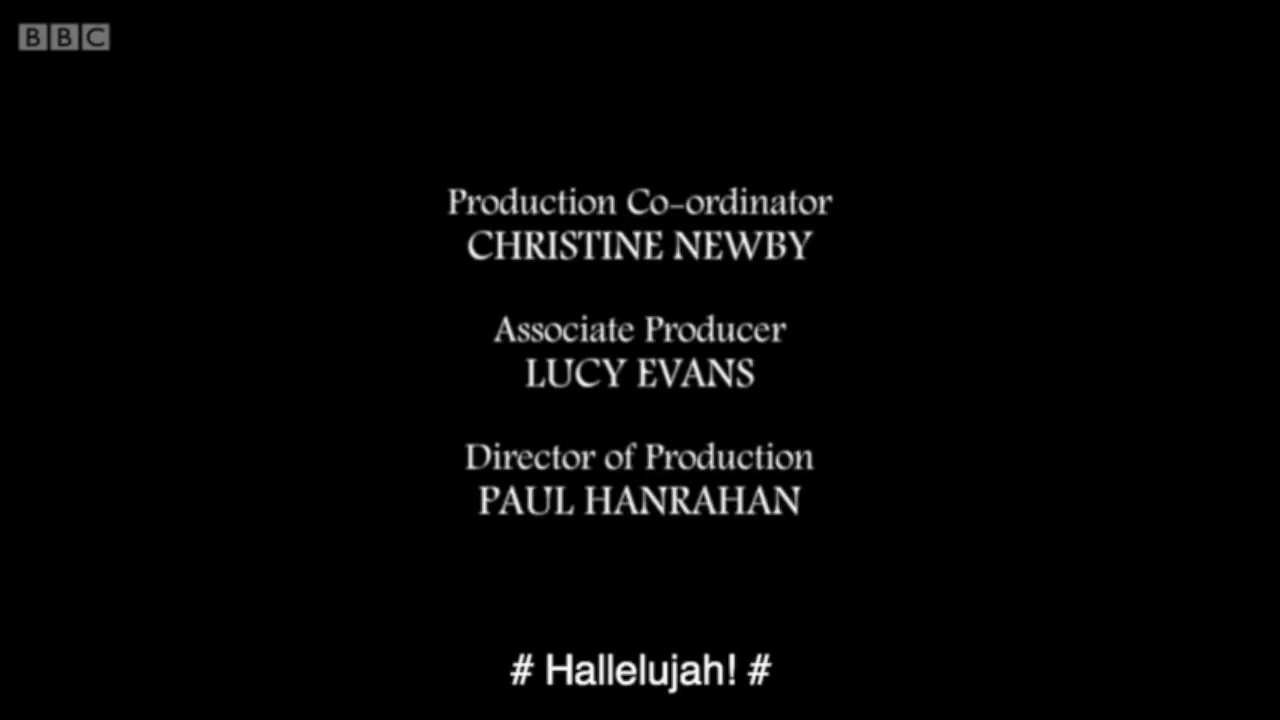 BBC
Production Co-ordinator
CHRISTINE NEWBY
Associate Producer
LUCY EVANS
Director of Production
PAUL HANRAHAN
# Hallelujah! #